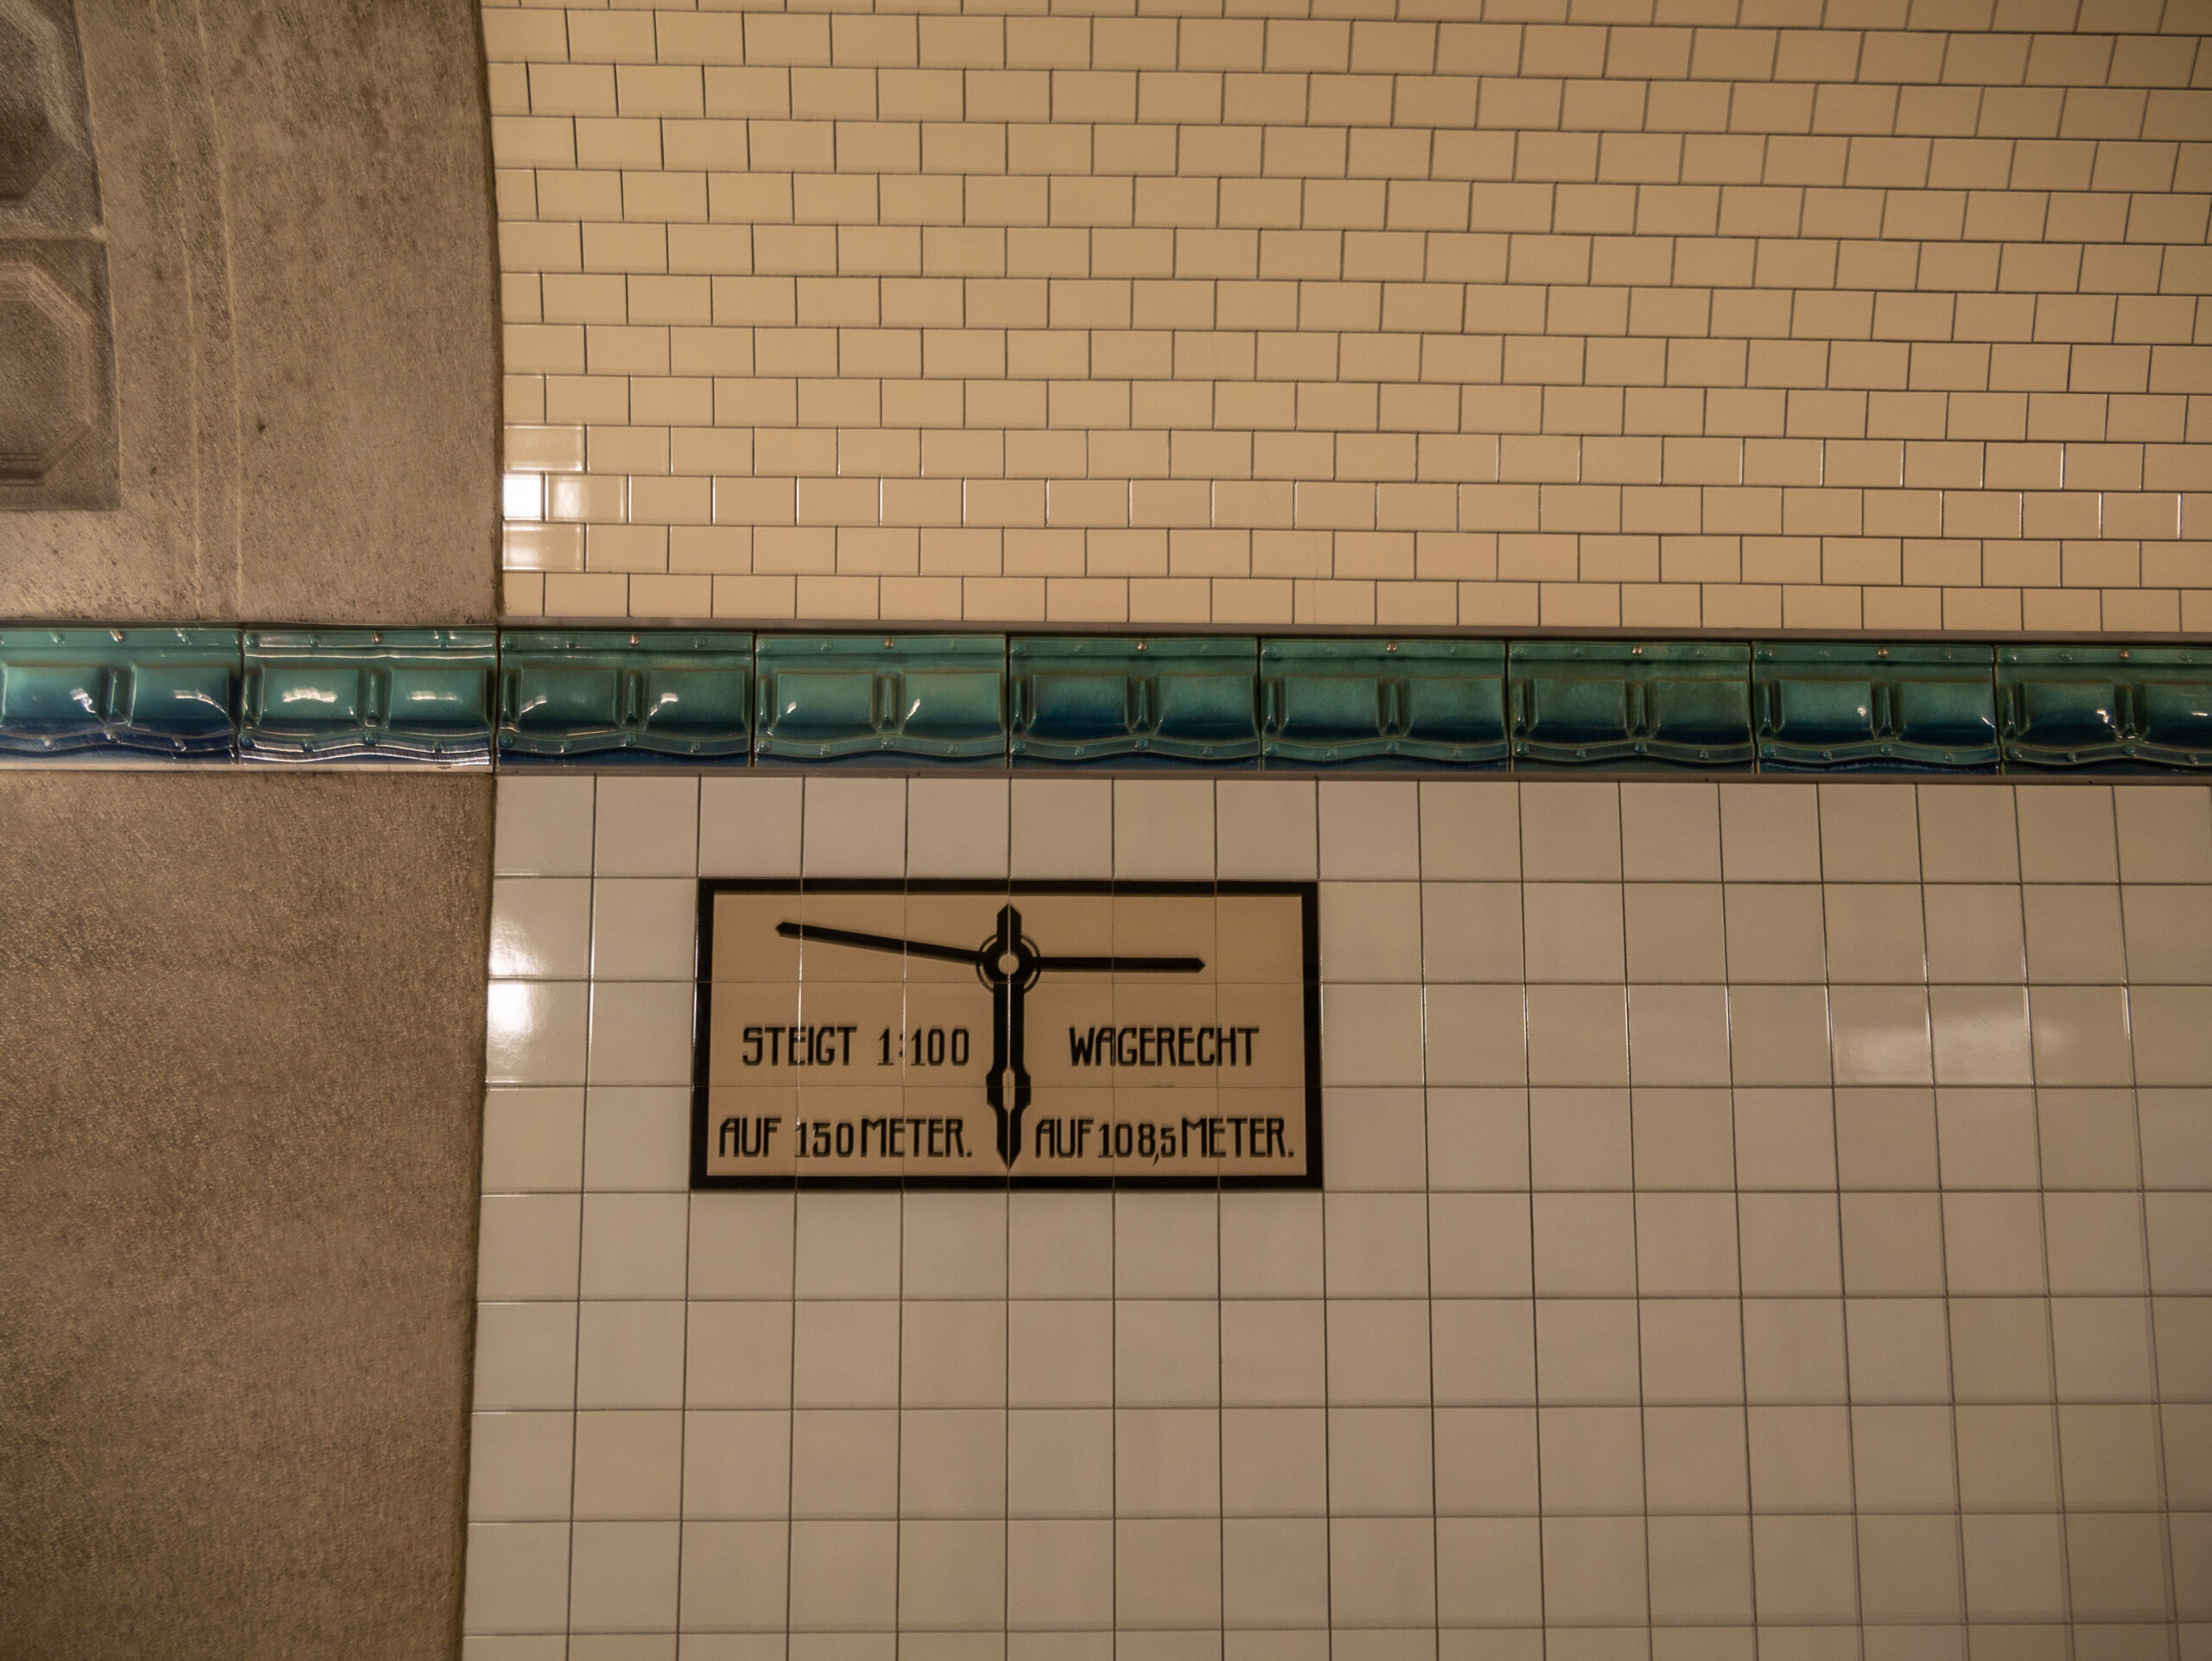 STEIGT 1:100
AUF 150 METER.
WAGERECHT
AUF 108,5 METER.